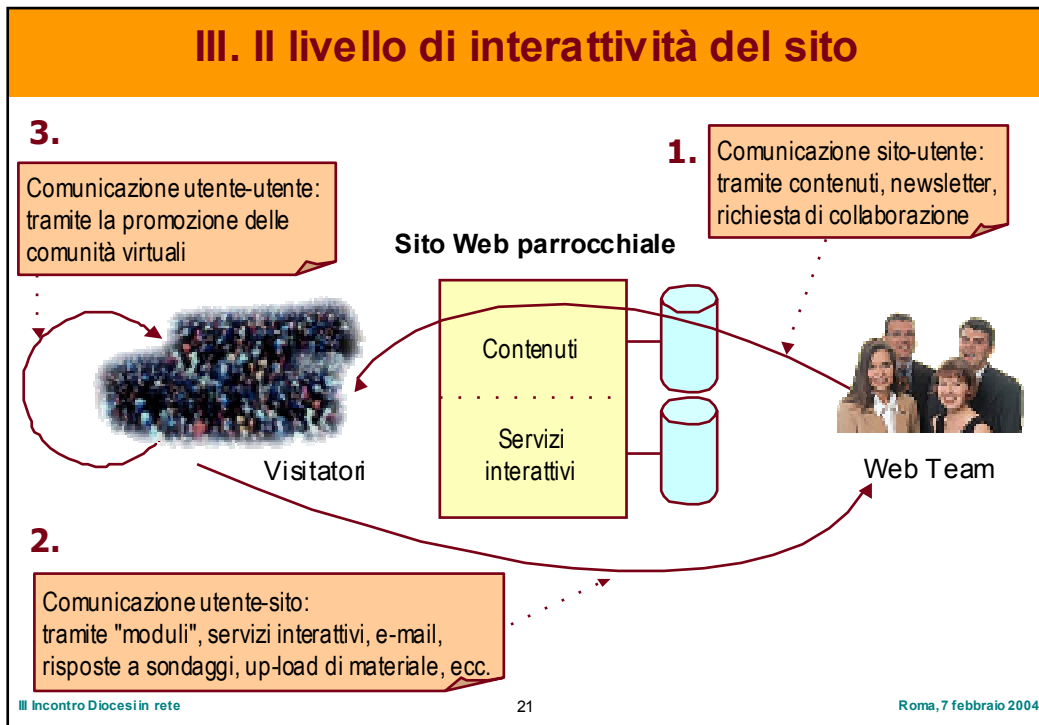 III. Il livello di interattività del sito
3.
Comunicazione utente-utente:
tramite la promozione delle
comunità virtuali
1.
Comunicazione sito-utente:
tramite contenuti, newsletter,
richiesta di collaborazione
Sito Web parrocchiale
Contenuti
Servizi
interattivi
Visitatori
Web Team
2.
Comunicazione utente-sito:
tramite "moduli", servizi interattivi, e-mail,
risposte a sondaggi, up-load di materiale, ecc.
III Incontro Diocesi in rete
21
Roma, 7 febbraio 2004